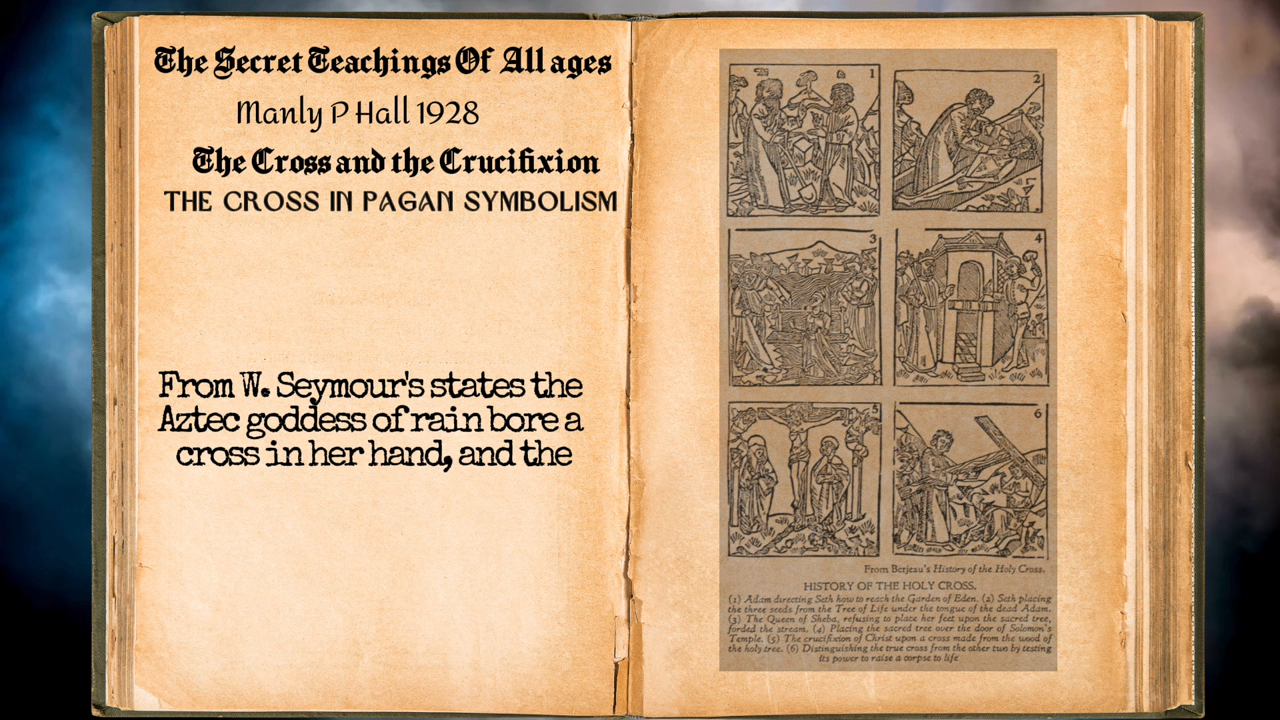 The Secret Teachings Of All ages
Manly P Hall 1928
The Cross and the Crucifixion
THE CROSS IN PAGAN SYMBOLISM
From W. Seymour's states the
Aztec goddess of rain bore a
cross in her hand, and the
1
2
3
4
5
6
From Berjeau's History of the Holy Cross.
HISTORY OF THE HOLY CROSS.
(1) Adam directing Seth how to reach the Garden of Eden. (2) Seth placing
the three seeds from the Tree of Life under the tongue of the dead Adam.
(3) The Queen of Sheba, refusing to place her feet upon the sacred tree,
forded the stream. (4) Placing the sacred tree over the door of Solomon's
Temple. (5) The crucifixion of Christ upon a cross made from the wood of
the holy tree. (6) Distinguishing the true cross from the other two by testing
its power to raise a corpse to life